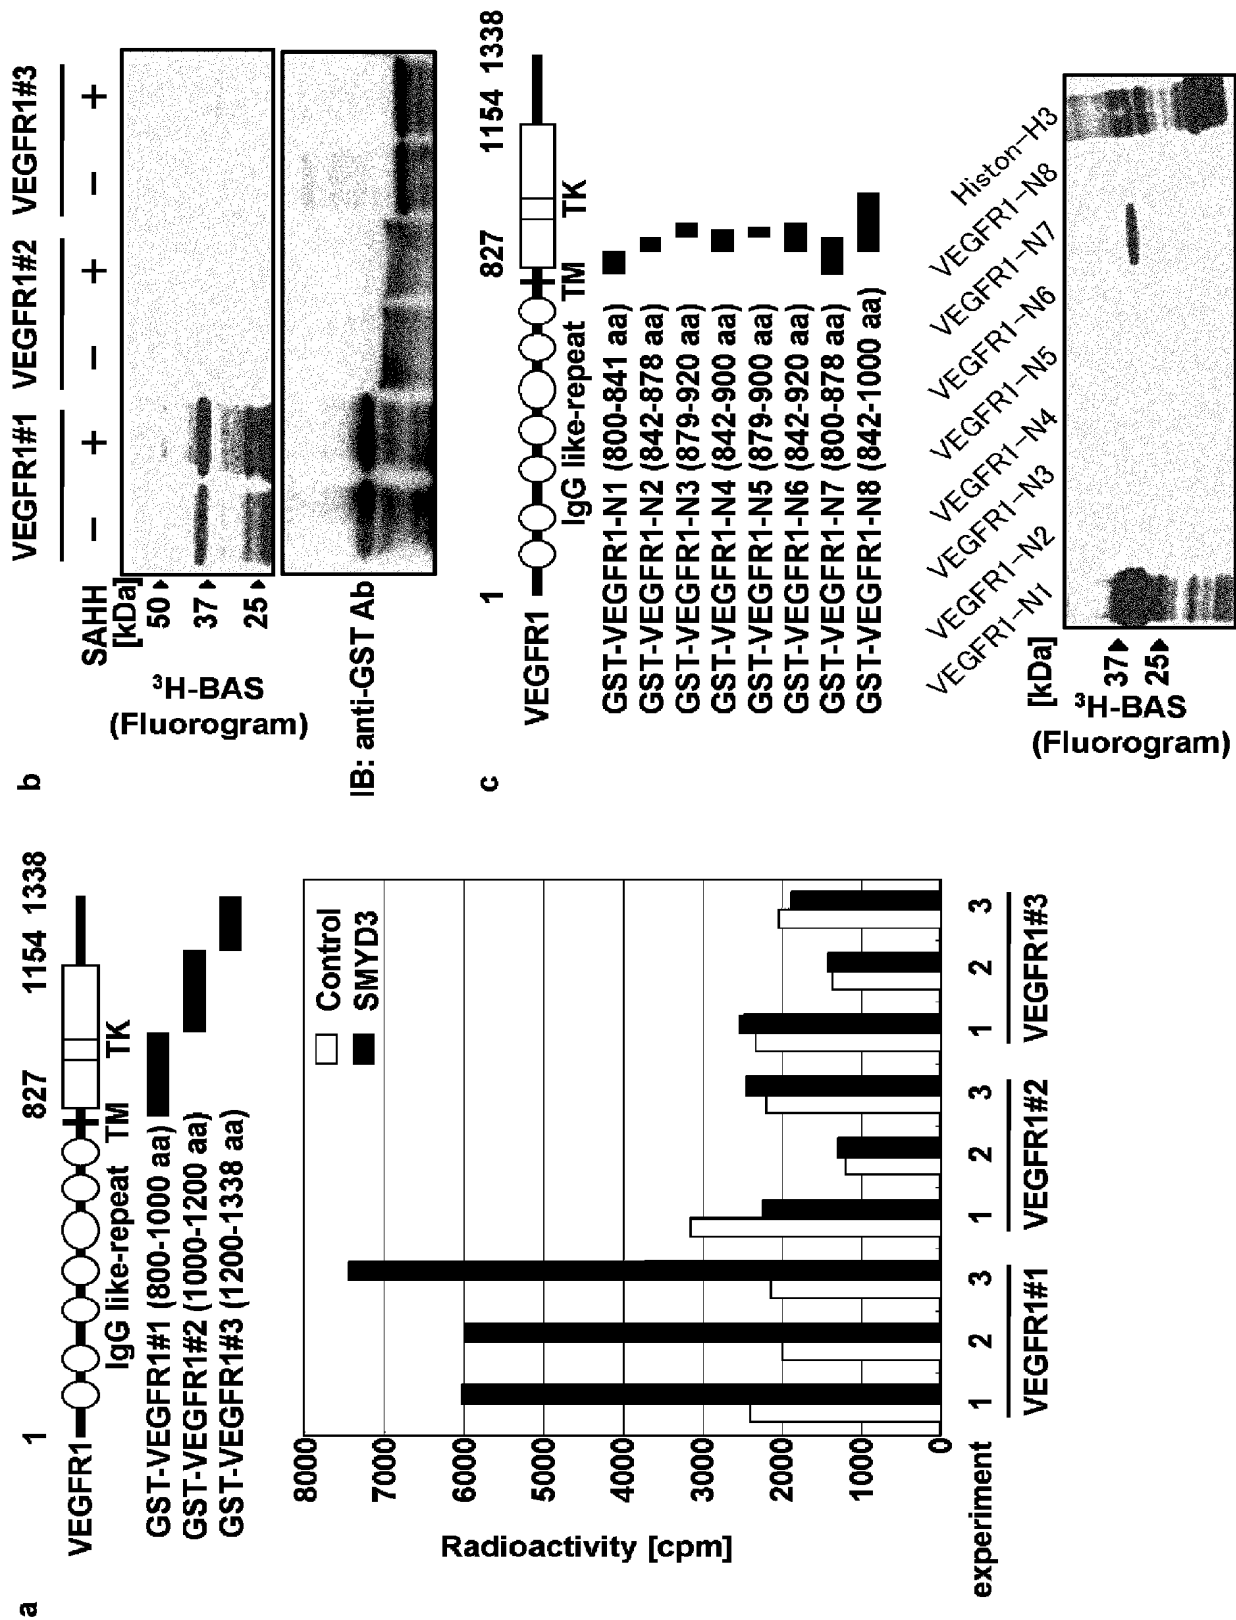 a
1 827 1154 1338
VEGFR1
IgG like-repeat TM TK
GST-VEGFR1#1 (800-1000 aa)
GST-VEGFR1#2 (1000-1200 aa)
GST-VEGFR1#3 (1200-1338 aa)
Control
SMYD3
Radioactivity [cpm]
8000
7000
6000
5000
4000
3000
2000
1000
0
experiment 1 2 3 1 2 3 1 2 3
VEGFR1#1 VEGFR1#2 VEGFR1#3
b
VEGFR1#1 VEGFR1#2 VEGFR1#3
SAHH − + − + − +
[kDa]
50
37
25
³H-BAS
(Fluorogram)
IB: anti-GST Ab
c
1 827 1154 1338
VEGFR1
IgG like-repeat TM TK
GST-VEGFR1-N1 (800-841 aa)
GST-VEGFR1-N2 (842-878 aa)
GST-VEGFR1-N3 (879-920 aa)
GST-VEGFR1-N4 (842-900 aa)
GST-VEGFR1-N5 (879-900 aa)
GST-VEGFR1-N6 (842-920 aa)
GST-VEGFR1-N7 (800-878 aa)
GST-VEGFR1-N8 (842-1000 aa)
VEGFR1-N1
VEGFR1-N2
VEGFR1-N3
VEGFR1-N4
VEGFR1-N5
VEGFR1-N6
VEGFR1-N7
VEGFR1-N8
Histon-H3
[kDa]
37
25
³H-BAS
(Fluorogram)